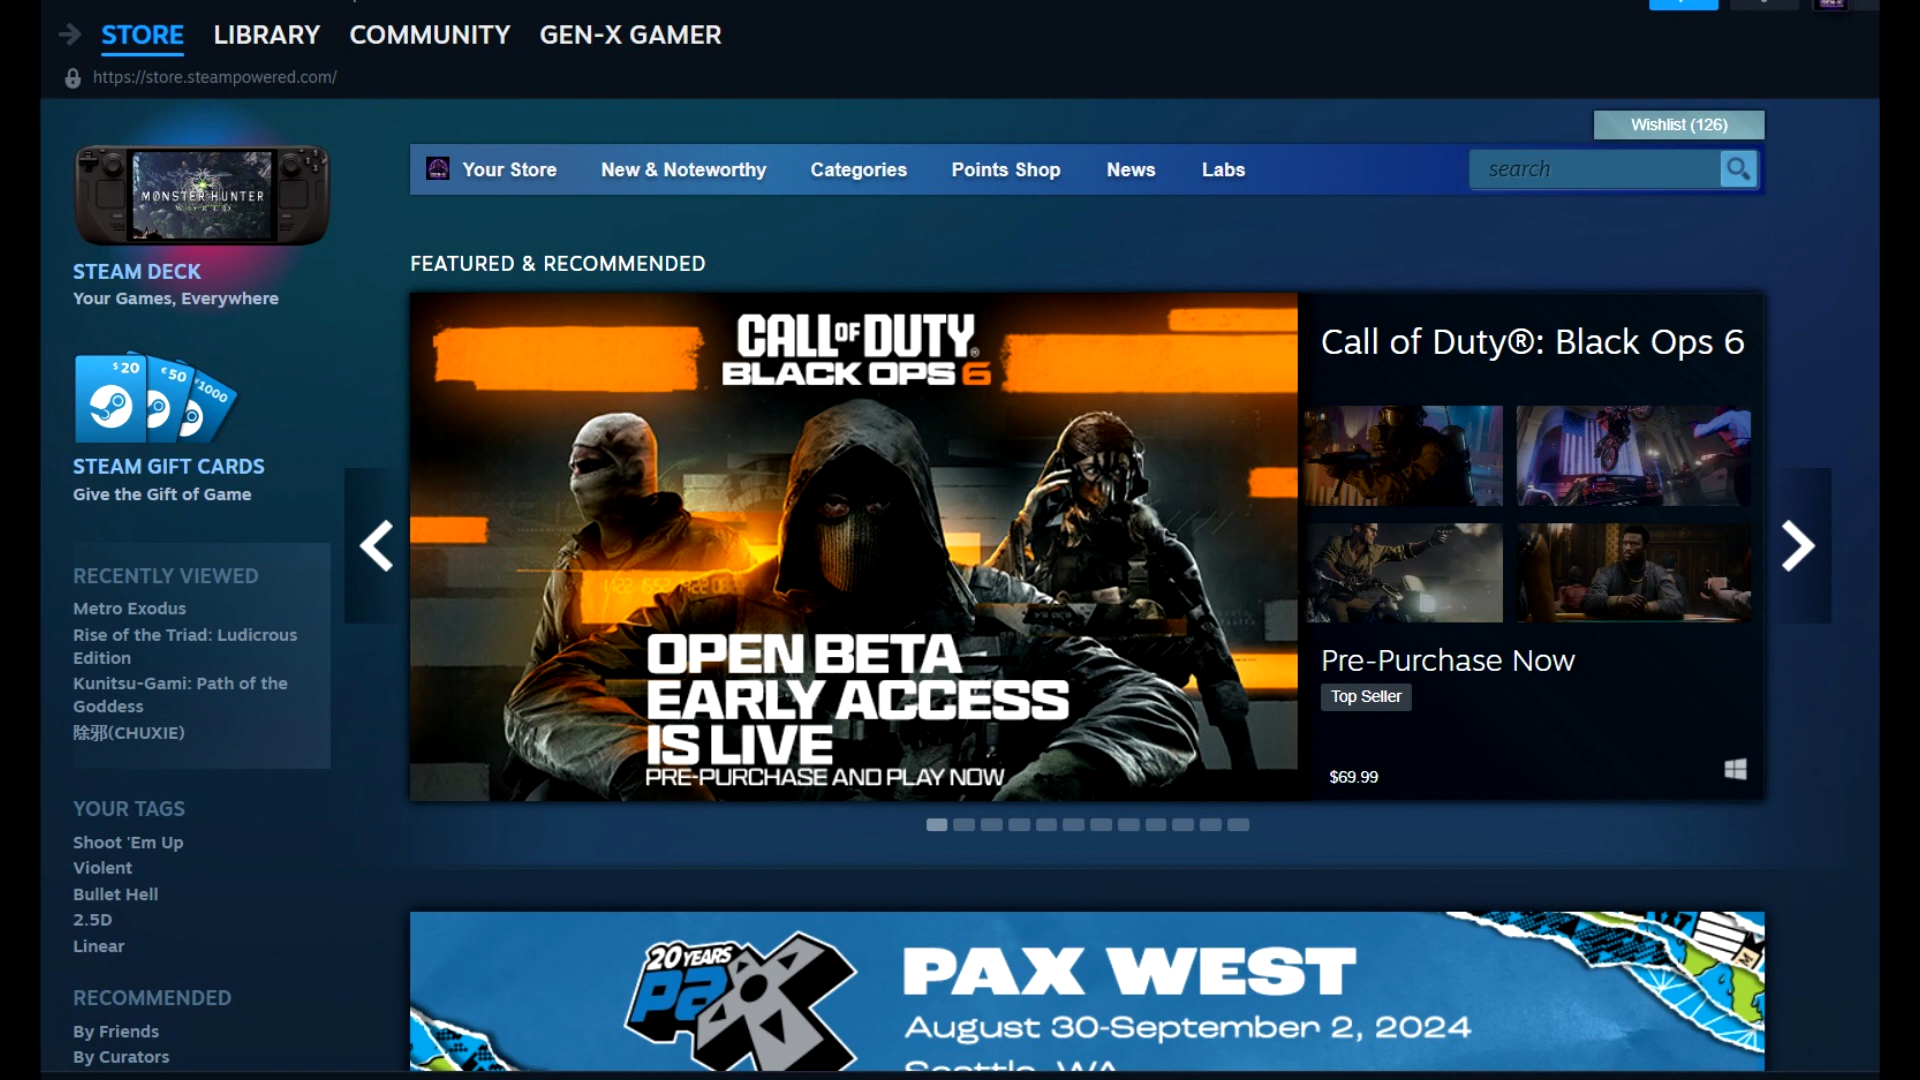 STORE LIBRARY COMMUNITY GEN-X GAMER
https://store.steampowered.com/
Wishlist (126)
Your Store New & Noteworthy Categories Points Shop News Labs
search
MONSTER HUNTER
WORLD
STEAM DECK
Your Games, Everywhere
$20 €50 ¥1000
STEAM GIFT CARDS
Give the Gift of Game
RECENTLY VIEWED
Metro Exodus
Rise of the Triad: Ludicrous
Edition
Kunitsu-Gami: Path of the
Goddess
除邪(CHUXIE)
YOUR TAGS
Shoot 'Em Up
Violent
Bullet Hell
2.5D
Linear
RECOMMENDED
By Friends
By Curators
FEATURED & RECOMMENDED
CALL OF DUTY®
BLACK OPS 6
OPEN BETA
EARLY ACCESS
IS LIVE
PRE-PURCHASE AND PLAY NOW
Call of Duty®: Black Ops 6
Pre-Purchase Now
Top Seller
$69.99
20 YEARS
pax
PAX WEST
August 30-September 2, 2024
Seattle, WA